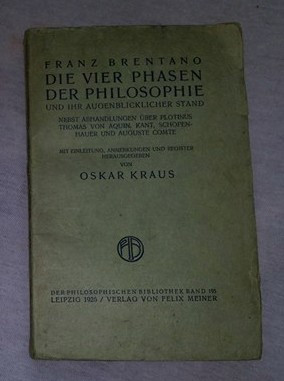 FRANZ BRENTANO
DIE VIER PHASEN
DER PHILOSOPHIE
UND IHR AUGENBLICKLICHER STAND
NEBST ABHANDLUNGEN ÜBER PLOTINUS
THOMAS VON AQUIN, KANT, SCHOPEN-
HAUER UND AUGUSTE COMTE
MIT EINLEITUNG, ANMERKUNGEN UND REGISTER
HERAUSGEGEBEN
VON
OSKAR KRAUS
DER PHILOSOPHISCHEN BIBLIOTHEK BAND 195
LEIPZIG 1926 / VERLAG VON FELIX MEINER